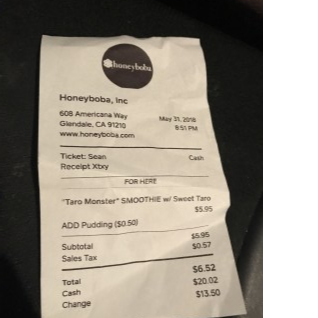 honeyboba
Honeyboba, Inc
608 Americana Way
Glendale, CA 91210
www.honeyboba.com
May 31, 2018
8:51 PM
Ticket: Sean Cash
Receipt Xtxy
FOR HERE
"Taro Monster" SMOOTHIE w/ Sweet Taro
$5.95
ADD Pudding ($0.50)
Subtotal $5.95
Sales Tax $0.57
Total $6.52
Cash $20.02
Change $13.50